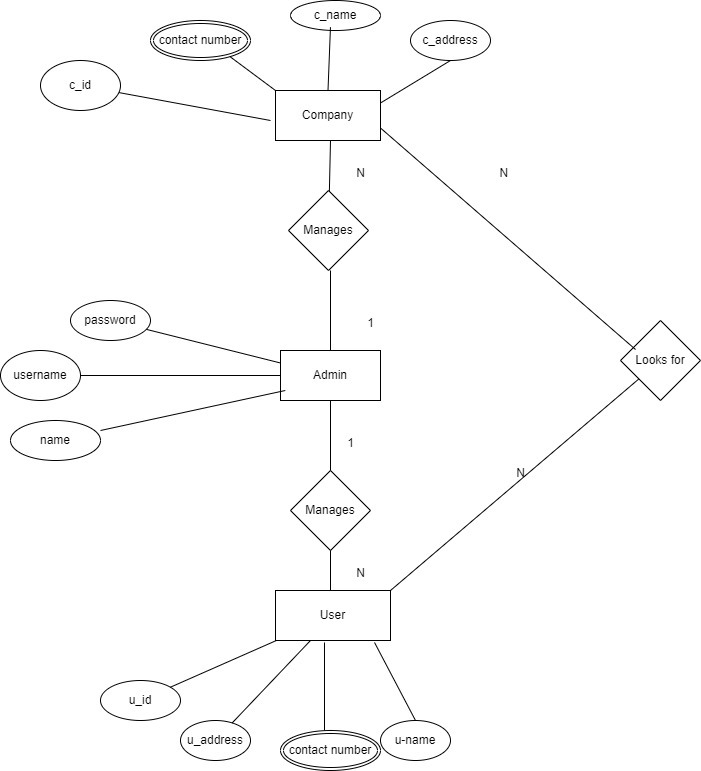 c_name
contact number
c_address
c_id
Company
N
N
Manages
1
password
Looks for
username
Admin
name
1
N
Manages
N
User
u_id
u_address
contact number
u-name